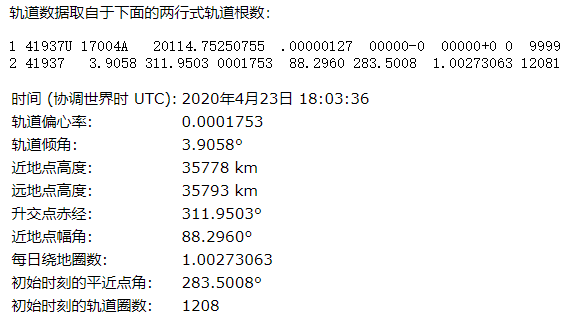 轨道数据取自于下面的两行式轨道根数:
1 41937U 17004A   20114.75250755  .00000127  00000-0  00000+0 0  9999
2 41937   3.9058 311.9503 0001753  88.2960 283.5008  1.00273063 12081
时间 (协调世界时 UTC): 2020年4月23日 18:03:36
轨道偏心率: 0.0001753
轨道倾角: 3.9058°
近地点高度: 35778 km
远地点高度: 35793 km
升交点赤经: 311.9503°
近地点幅角: 88.2960°
每日绕地圈数: 1.00273063
初始时刻的平近点角: 283.5008°
初始时刻的轨道圈数: 1208